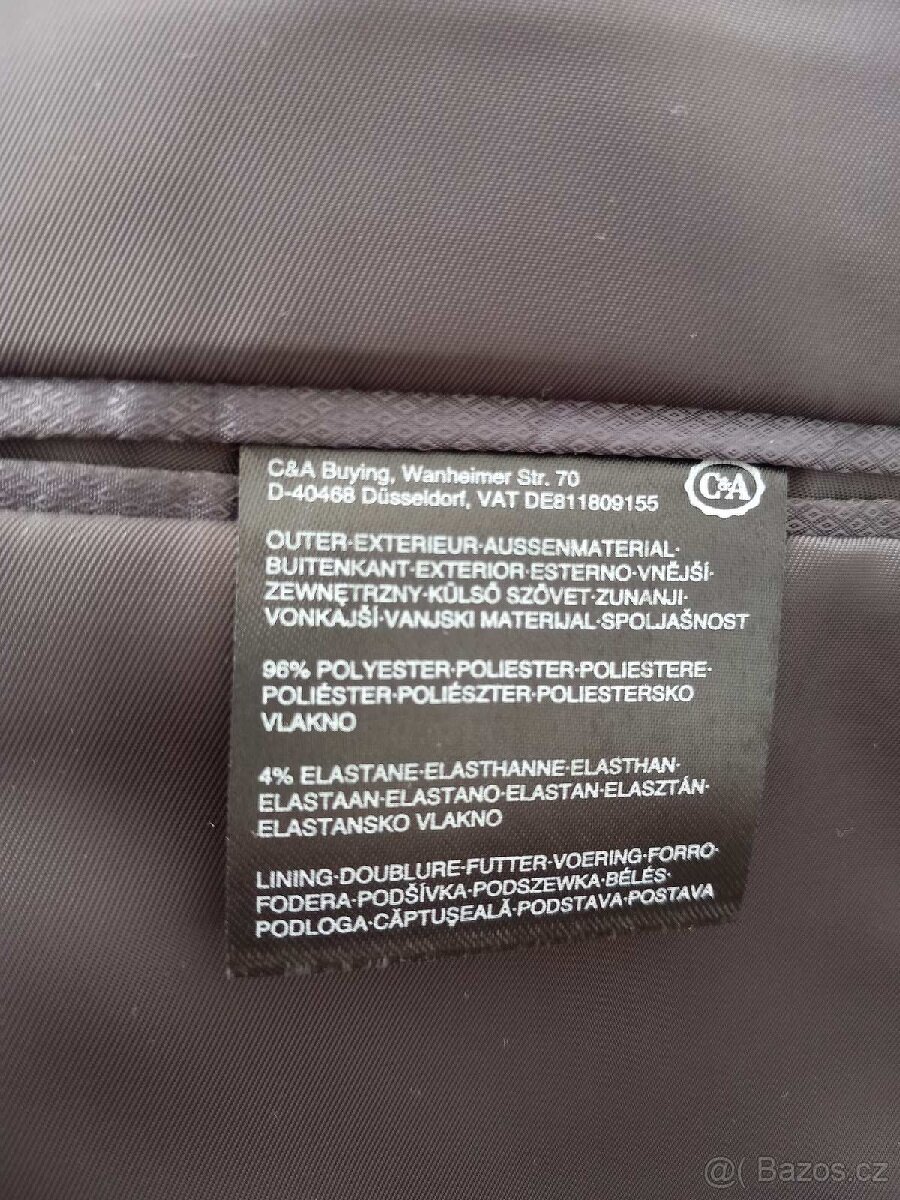 C&A Buying, Wanheimer Str. 70
D-40468 Düsseldorf, VAT DE811809155
C&A
OUTER·EXTERIEUR·AUSSENMATERIAL·
BUITENKANT·EXTERIOR·ESTERNO·VNĚJŠÍ·
ZEWNĘTRZNY·KÜLSŐ SZÖVET·ZUNANJI·
VONKAJŠÍ·VANJSKI MATERIJAL·SPOLJAŠNOST
96% POLYESTER·POLIESTER·POLIESTERE·
POLIÉSTER·POLIÉSZTER·POLIESTERSKO
VLAKNO
4% ELASTANE·ELASTHANNE·ELASTHAN·
ELASTAAN·ELASTANO·ELASTAN·ELASZTÁN·
ELASTANSKO VLAKNO
LINING·DOUBLURE·FUTTER·VOERING·FORRO·
FODERA·PODŠÍVKA·PODSZEWKA·BÉLÉS·
PODLOGA·CĂPTUŞEALĂ·PODSTAVA·POSTAVA
@( Bazos.cz